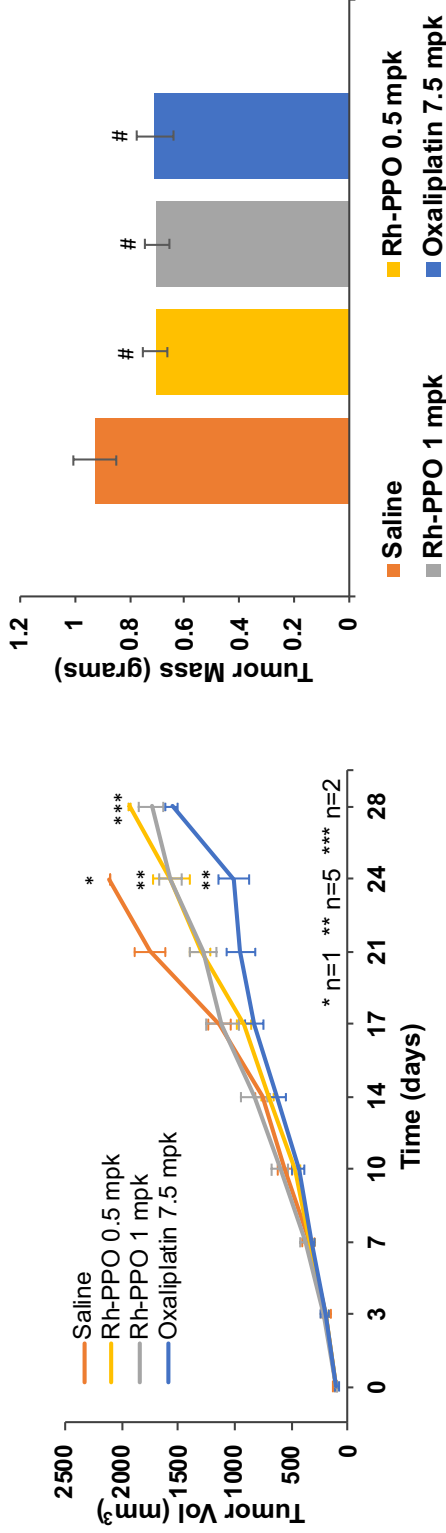 Tumor Vol (mm³)
2500
2000
1500
1000
500
0
Saline
Rh-PPO 0.5 mpk
Rh-PPO 1 mpk
Oxaliplatin 7.5 mpk
*
**
**
***
* n=1 ** n=5 *** n=2
0 3 7 10 14 17 21 24 28
Time (days)
Tumor Mass (grams)
1.2
1
0.8
0.6
0.4
0.2
0
# # #
Saline Rh-PPO 0.5 mpk
Rh-PPO 1 mpk Oxaliplatin 7.5 mpk